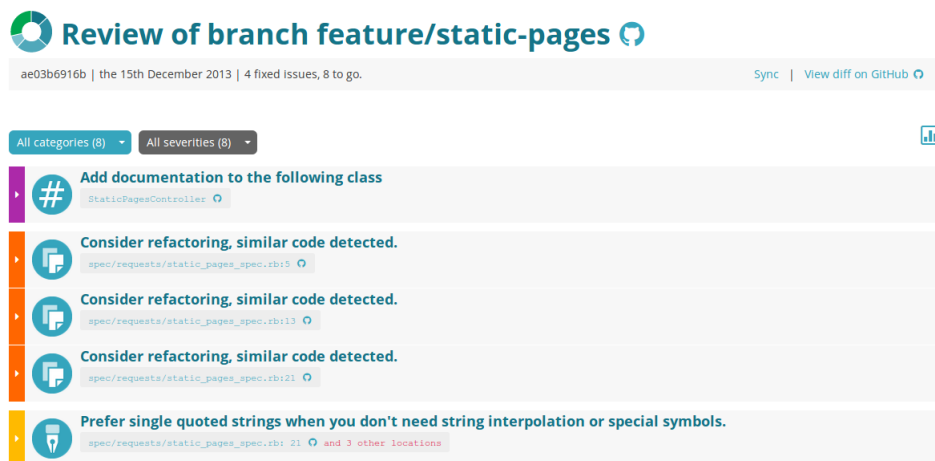 Review of branch feature/static-pages
ae03b6916b | the 15th December 2013 | 4 fixed issues, 8 to go.
Sync | View diff on GitHub
All categories (8)
All severities (8)
#
Add documentation to the following class
StaticPagesController
Consider refactoring, similar code detected.
spec/requests/static_pages_spec.rb:5
Consider refactoring, similar code detected.
spec/requests/static_pages_spec.rb:13
Consider refactoring, similar code detected.
spec/requests/static_pages_spec.rb:21
Prefer single quoted strings when you don't need string interpolation or special symbols.
spec/requests/static_pages_spec.rb: 21 and 3 other locations